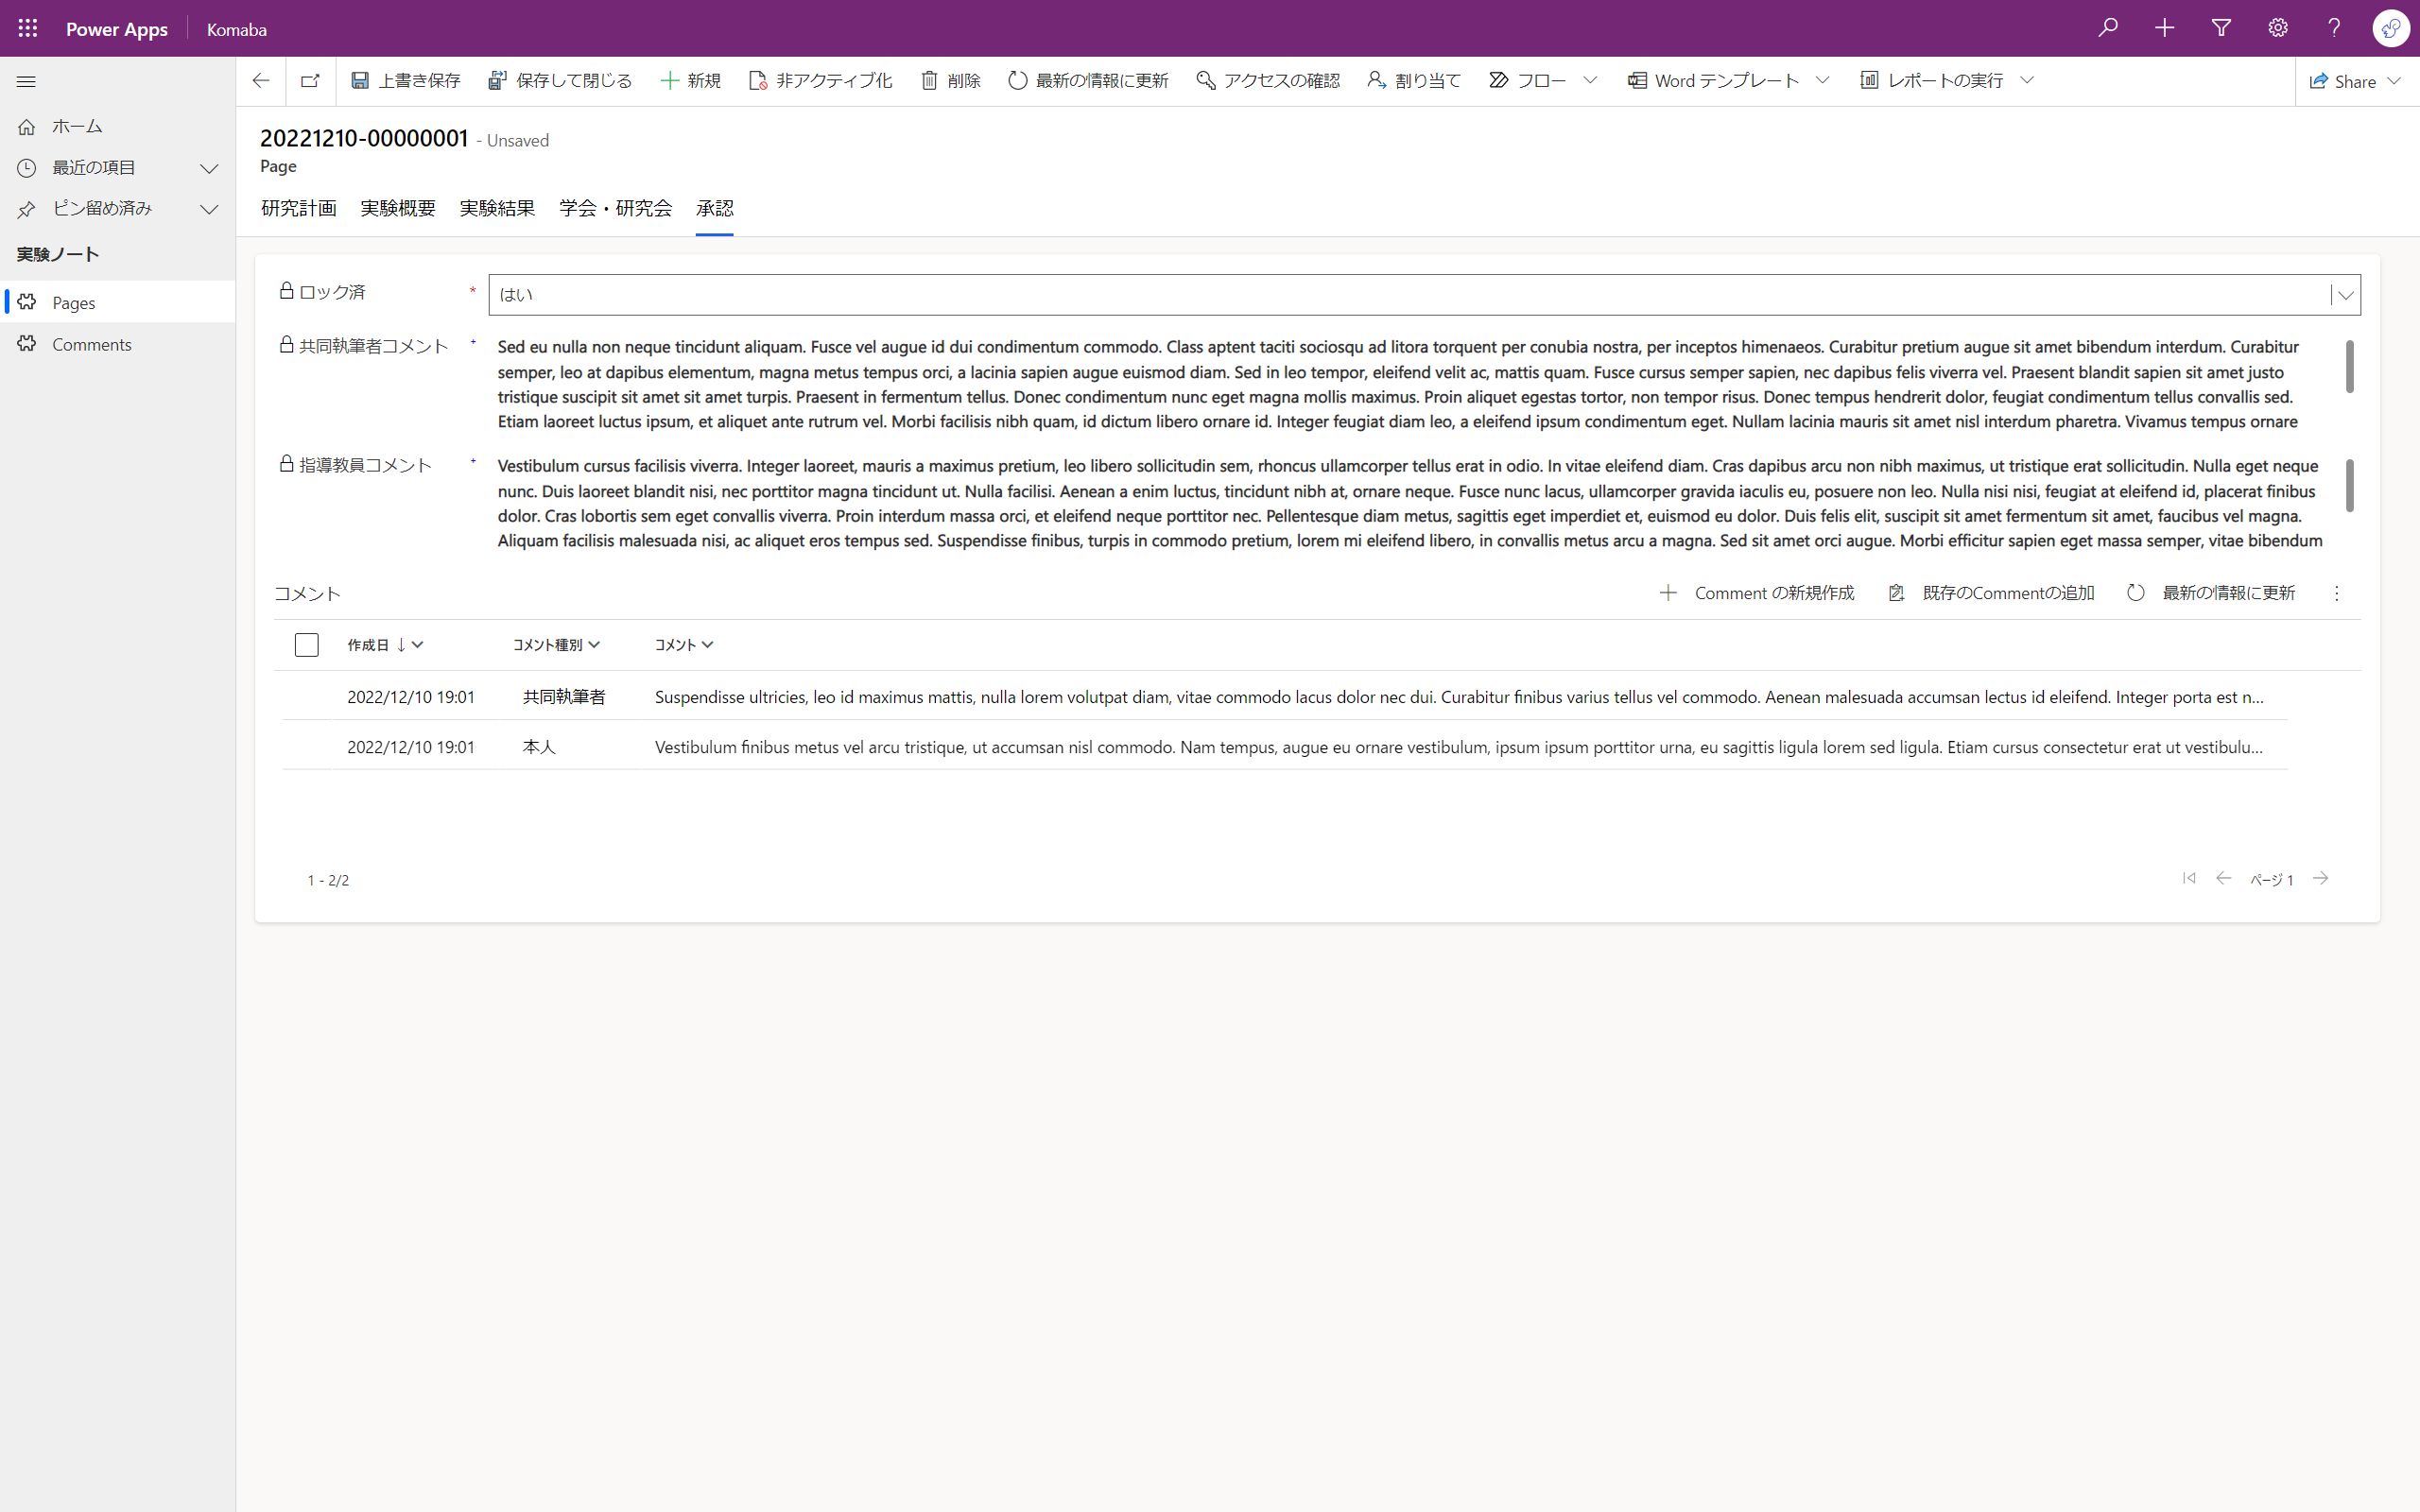 Power Apps
Komaba
上書き保存 保存して閉じる 新規 非アクティブ化 削除 最新の情報に更新 アクセスの確認 割り当て フロー Word テンプレート レポートの実行 Share
ホーム
最近の項目
ピン留め済み
実験ノート
Pages
Comments
20221210-00000001 - Unsaved
Page
研究計画 実験概要 実験結果 学会・研究会 承認
ロック済 * はい
共同執筆者コメント +
Sed eu nulla non neque tincidunt aliquam. Fusce vel augue id dui condimentum commodo. Class aptent taciti sociosqu ad litora torquent per conubia nostra, per inceptos himenaeos. Curabitur pretium augue sit amet bibendum interdum. Curabitur
semper, leo at dapibus elementum, magna metus tempus orci, a lacinia sapien augue euismod diam. Sed in leo tempor, eleifend velit ac, mattis quam. Fusce cursus semper sapien, nec dapibus felis viverra vel. Praesent blandit sapien sit amet justo
tristique suscipit sit amet sit amet turpis. Praesent in fermentum tellus. Donec condimentum nunc eget magna mollis maximus. Proin aliquet egestas tortor, non tempor risus. Donec tempus hendrerit dolor, feugiat condimentum tellus convallis sed.
Etiam laoreet luctus ipsum, et aliquet ante rutrum vel. Morbi facilisis nibh quam, id dictum libero ornare id. Integer feugiat diam leo, a eleifend ipsum condimentum eget. Nullam lacinia mauris sit amet nisl interdum pharetra. Vivamus tempus ornare
指導教員コメント +
Vestibulum cursus facilisis viverra. Integer laoreet, mauris a maximus pretium, leo libero sollicitudin sem, rhoncus ullamcorper tellus erat in odio. In vitae eleifend diam. Cras dapibus arcu non nibh maximus, ut tristique erat sollicitudin. Nulla eget neque
nunc. Duis laoreet blandit nisi, nec porttitor magna tincidunt ut. Nulla facilisi. Aenean a enim luctus, tincidunt nibh at, ornare neque. Fusce nunc lacus, ullamcorper gravida iaculis eu, posuere non leo. Nulla nisi nisi, feugiat at eleifend id, placerat finibus
dolor. Cras lobortis sem eget convallis viverra. Proin interdum massa orci, et eleifend neque porttitor nec. Pellentesque diam metus, sagittis eget imperdiet et, euismod eu dolor. Duis felis elit, suscipit sit amet fermentum sit amet, faucibus vel magna.
Aliquam facilisis malesuada nisi, ac aliquet eros tempus sed. Suspendisse finibus, turpis in commodo pretium, lorem mi eleifend libero, in convallis metus arcu a magna. Sed sit amet orci augue. Morbi efficitur sapien eget massa semper, vitae bibendum
コメント
Comment の新規作成 既存のCommentの追加 最新の情報に更新
作成日 コメント種別 コメント
2022/12/10 19:01 共同執筆者 Suspendisse ultricies, leo id maximus mattis, nulla lorem volutpat diam, vitae commodo lacus dolor nec dui. Curabitur finibus varius tellus vel commodo. Aenean malesuada accumsan lectus id eleifend. Integer porta est n...
2022/12/10 19:01 本人 Vestibulum finibus metus vel arcu tristique, ut accumsan nisl commodo. Nam tempus, augue eu ornare vestibulum, ipsum ipsum porttitor urna, eu sagittis ligula lorem sed ligula. Etiam cursus consectetur erat ut vestibulu...
1 - 2/2
ページ 1